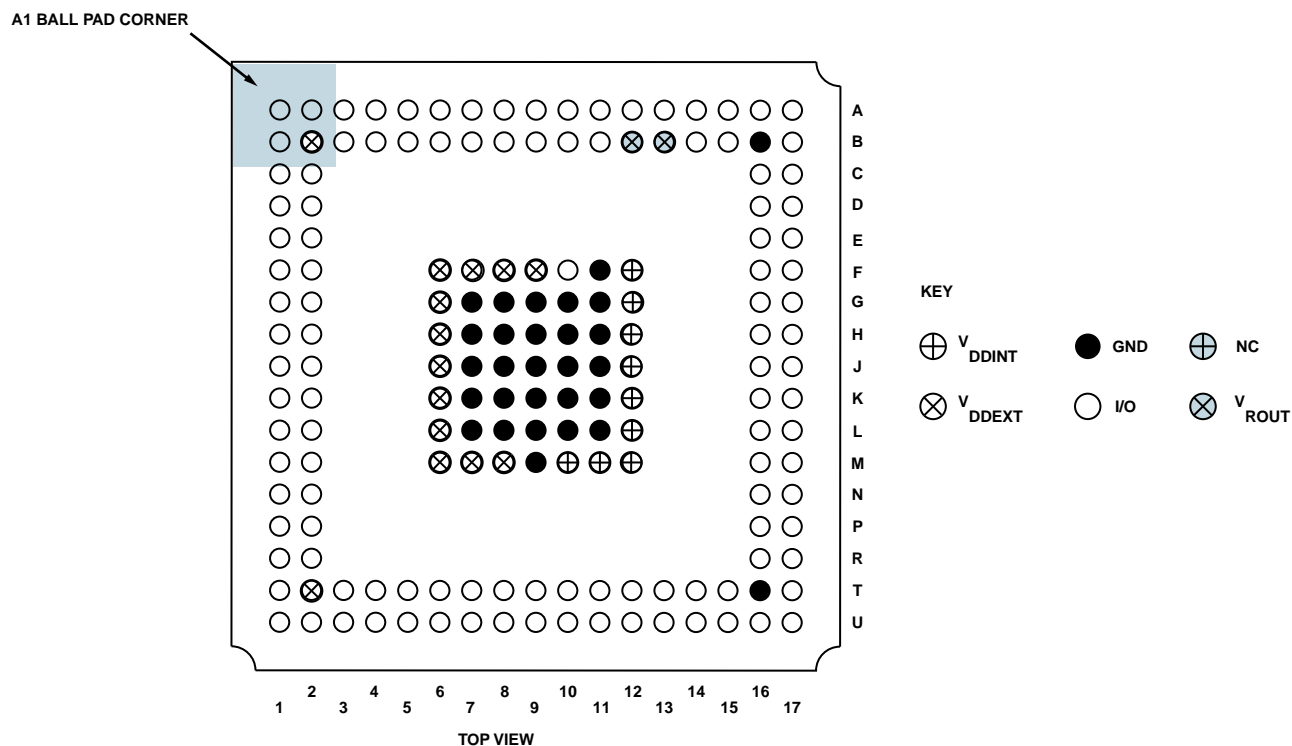 A1 BALL PAD CORNER
A
B
C
D
E
F
G
H
J
K
L
M
N
P
R
T
U
KEY
VDDINT
GND
NC
VDDEXT
I/O
VROUT
2 4 6 8 10 12 14 16
1 3 5 7 9 11 13 15 17
TOP VIEW